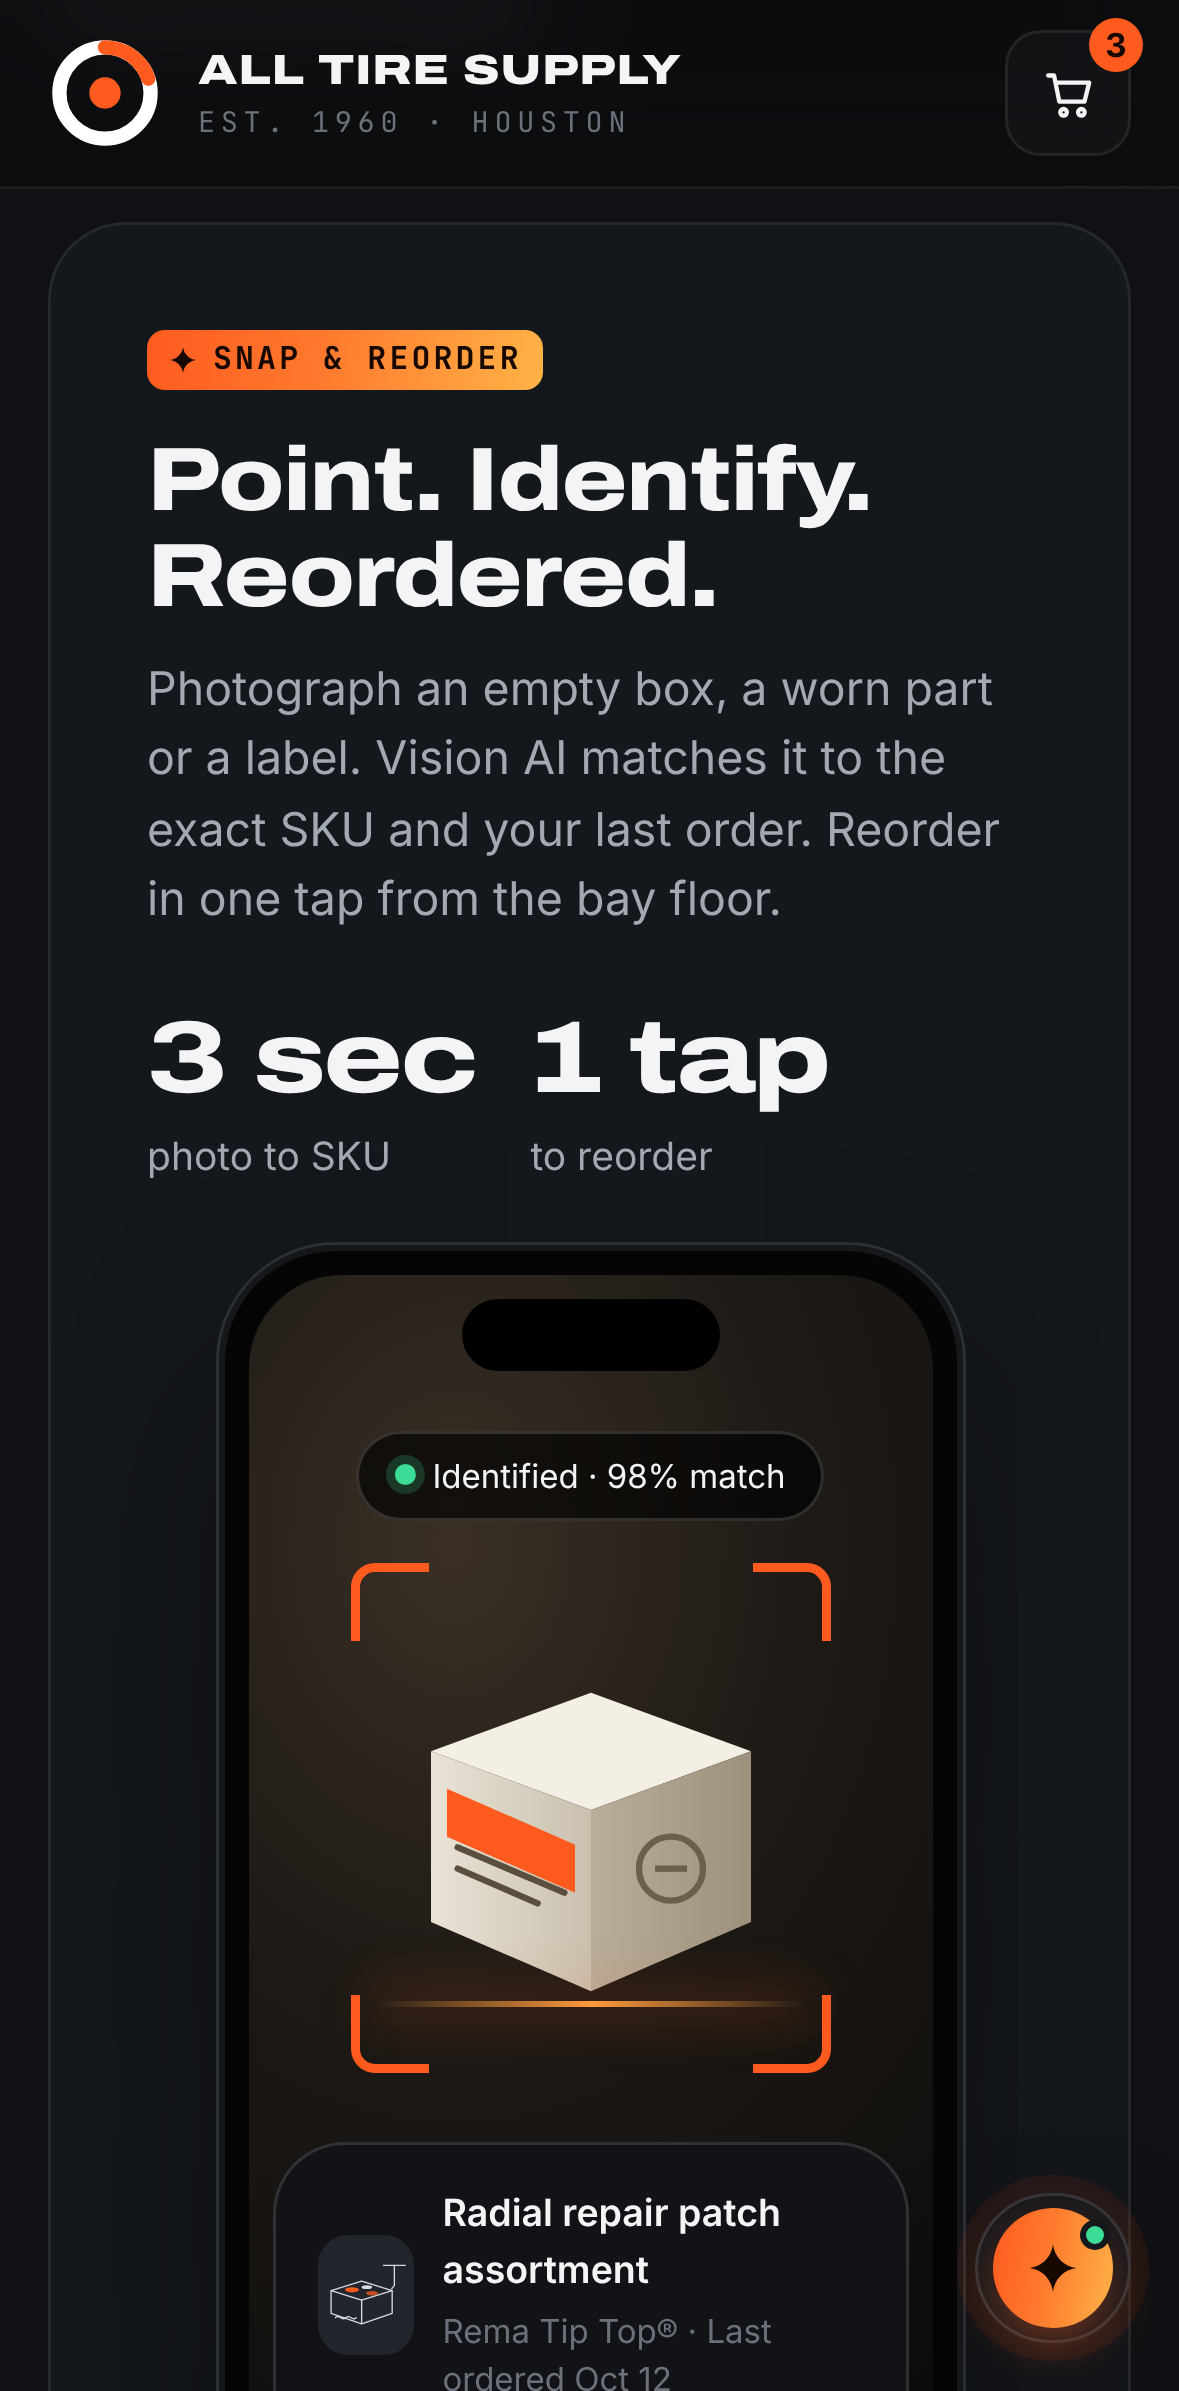 ALL TIRE SUPPLY
EST. 1960 · HOUSTON
3
✦ SNAP & REORDER
Point. Identify.
Reordered.
Photograph an empty box, a worn part
or a label. Vision AI matches it to the
exact SKU and your last order. Reorder
in one tap from the bay floor.
3 sec 1 tap
photo to SKU to reorder
Identified · 98% match
Radial repair patch
assortment
Rema Tip Top® · Last
ordered Oct 12